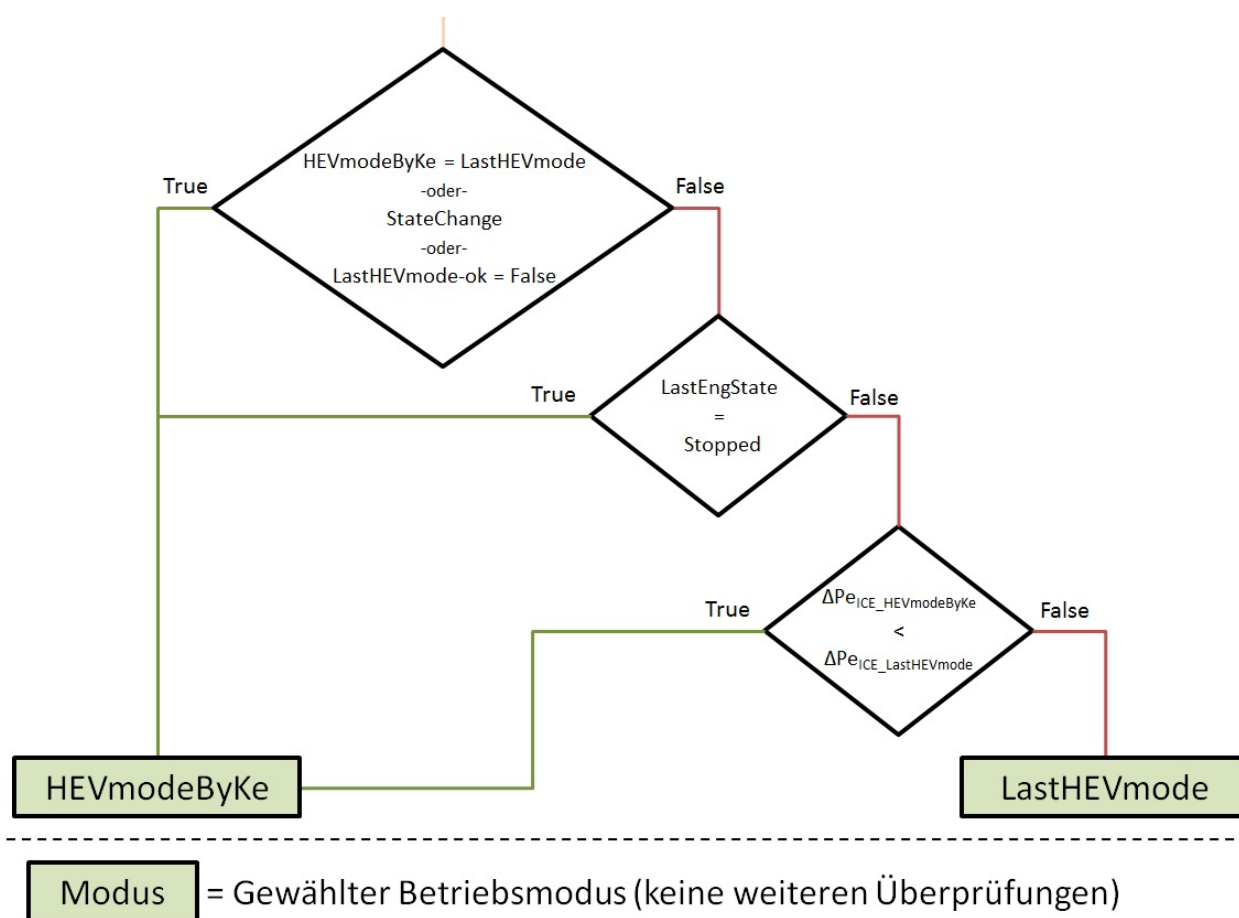 HEVmodeByKe = LastHEVmode
-oder-
StateChange
-oder-
LastHEVmode-ok = False
True
False
LastEngState
=
Stopped
True
False
ΔPeICE_HEVmodeByKe
<
ΔPeICE_LastHEVmode
True
False
HEVmodeByKe
LastHEVmode
Modus = Gewählter Betriebsmodus (keine weiteren Überprüfungen)